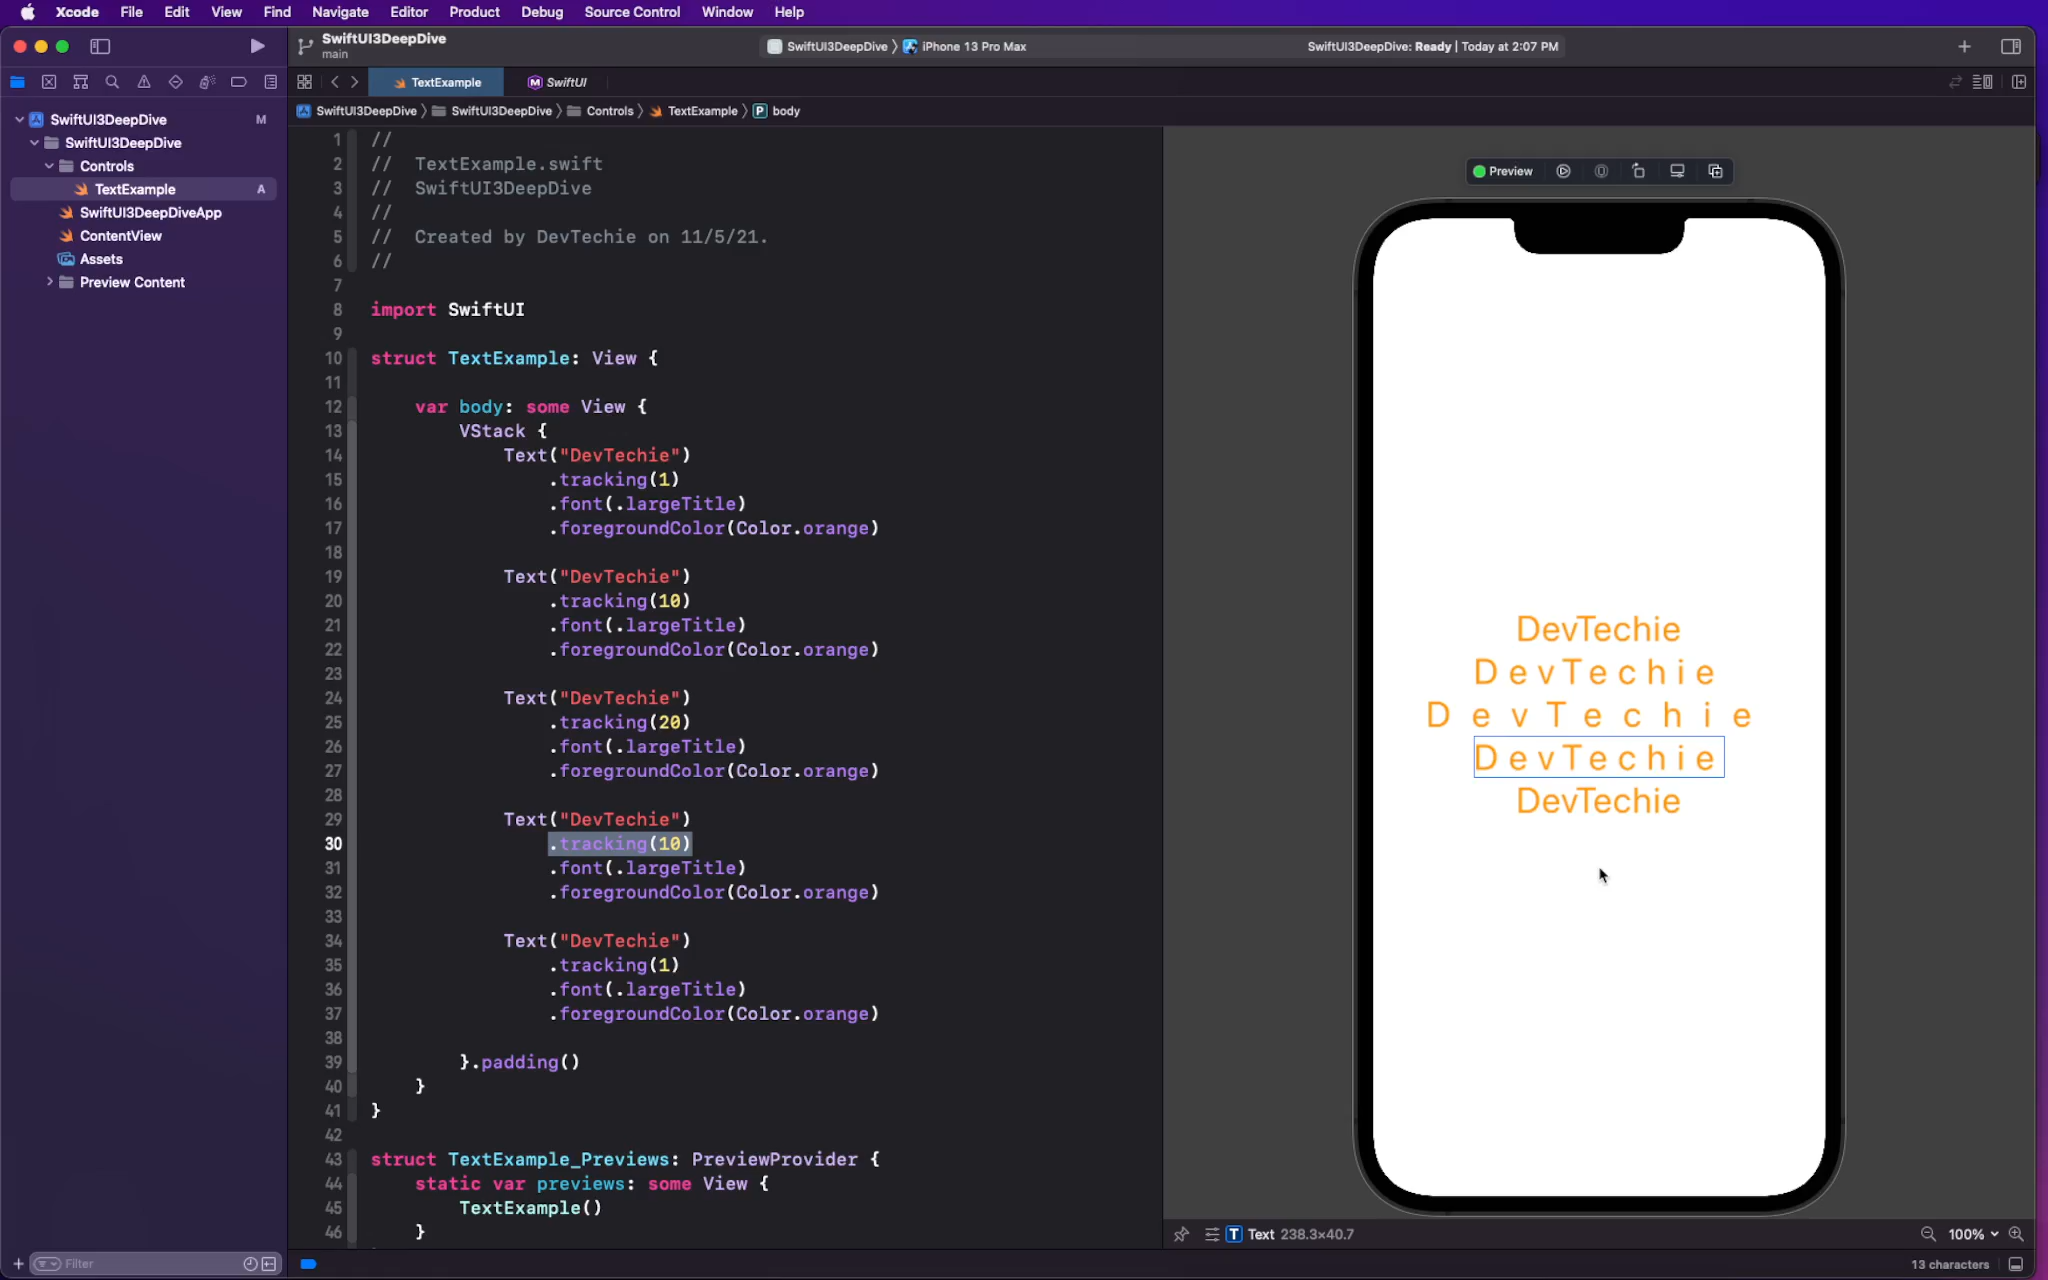 Xcode File Edit View Find Navigate Editor Product Debug Source Control Window Help
SwiftUI3DeepDive
main
SwiftUI3DeepDive 〉 iPhone 13 Pro Max
SwiftUI3DeepDive: Ready | Today at 2:07 PM
TextExample
SwiftUI
SwiftUI3DeepDive 〉 SwiftUI3DeepDive 〉 Controls 〉 TextExample 〉 P body
SwiftUI3DeepDive M
SwiftUI3DeepDive
Controls
TextExample A
SwiftUI3DeepDiveApp
ContentView
Assets
Preview Content
Filter
1 //
2 //  TextExample.swift
3 //  SwiftUI3DeepDive
4 //
5 //  Created by DevTechie on 11/5/21.
6 //
7
8 import SwiftUI
9
10 struct TextExample: View {
11
12     var body: some View {
13         VStack {
14             Text("DevTechie")
15                 .tracking(1)
16                 .font(.largeTitle)
17                 .foregroundColor(Color.orange)
18
19             Text("DevTechie")
20                 .tracking(10)
21                 .font(.largeTitle)
22                 .foregroundColor(Color.orange)
23
24             Text("DevTechie")
25                 .tracking(20)
26                 .font(.largeTitle)
27                 .foregroundColor(Color.orange)
28
29             Text("DevTechie")
30                 .tracking(10)
31                 .font(.largeTitle)
32                 .foregroundColor(Color.orange)
33
34             Text("DevTechie")
35                 .tracking(1)
36                 .font(.largeTitle)
37                 .foregroundColor(Color.orange)
38
39         }.padding()
40     }
41 }
42
43 struct TextExample_Previews: PreviewProvider {
44     static var previews: some View {
45         TextExample()
46     }
Preview
DevTechie
DevTechie
DevTechie
DevTechie
DevTechie
T Text 238.3×40.7
100%
13 characters